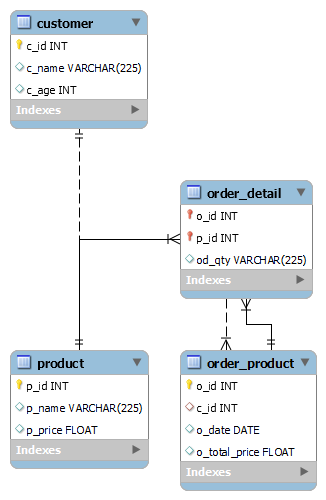 customer
c_id INT
c_name VARCHAR(225)
c_age INT
Indexes
order_detail
o_id INT
p_id INT
od_qty VARCHAR(225)
Indexes
product
p_id INT
p_name VARCHAR(225)
p_price FLOAT
Indexes
order_product
o_id INT
c_id INT
o_date DATE
o_total_price FLOAT
Indexes